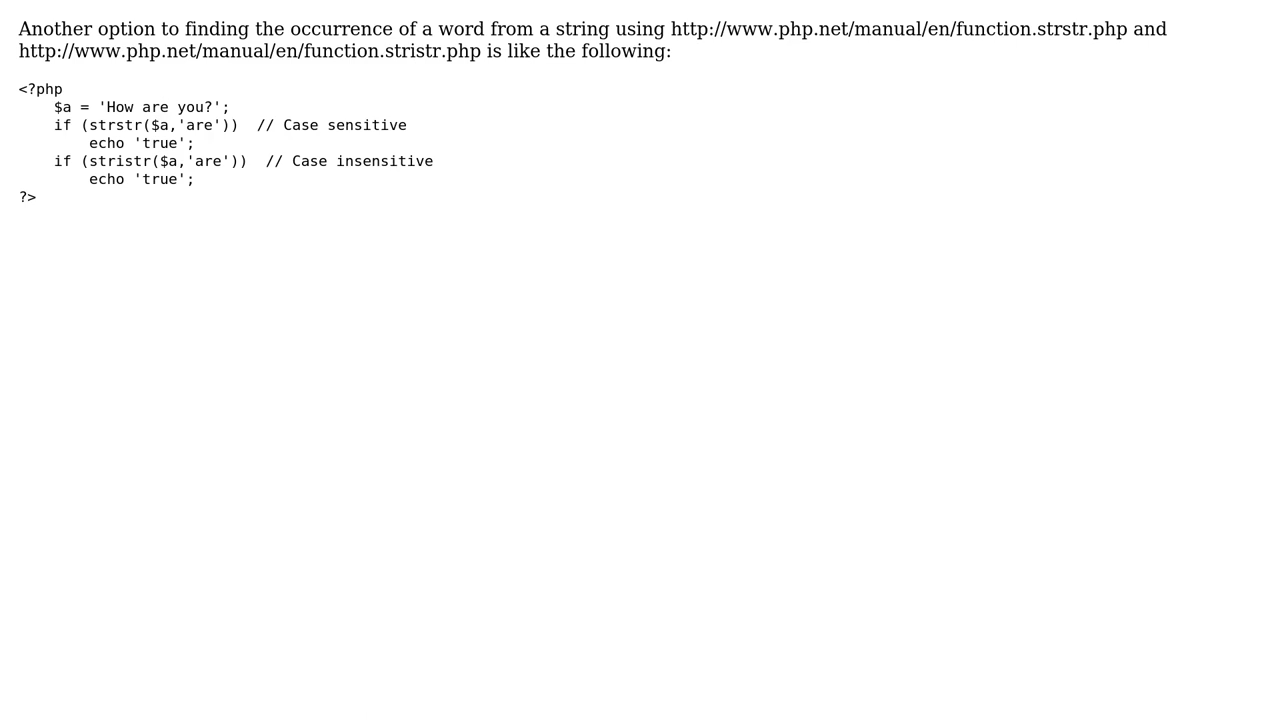 Another option to finding the occurrence of a word from a string using http://www.php.net/manual/en/function.strstr.php and
http://www.php.net/manual/en/function.stristr.php is like the following:
<?php
    $a = 'How are you?';
    if (strstr($a,'are'))  // Case sensitive
        echo 'true';
    if (stristr($a,'are'))  // Case insensitive
        echo 'true';
?>